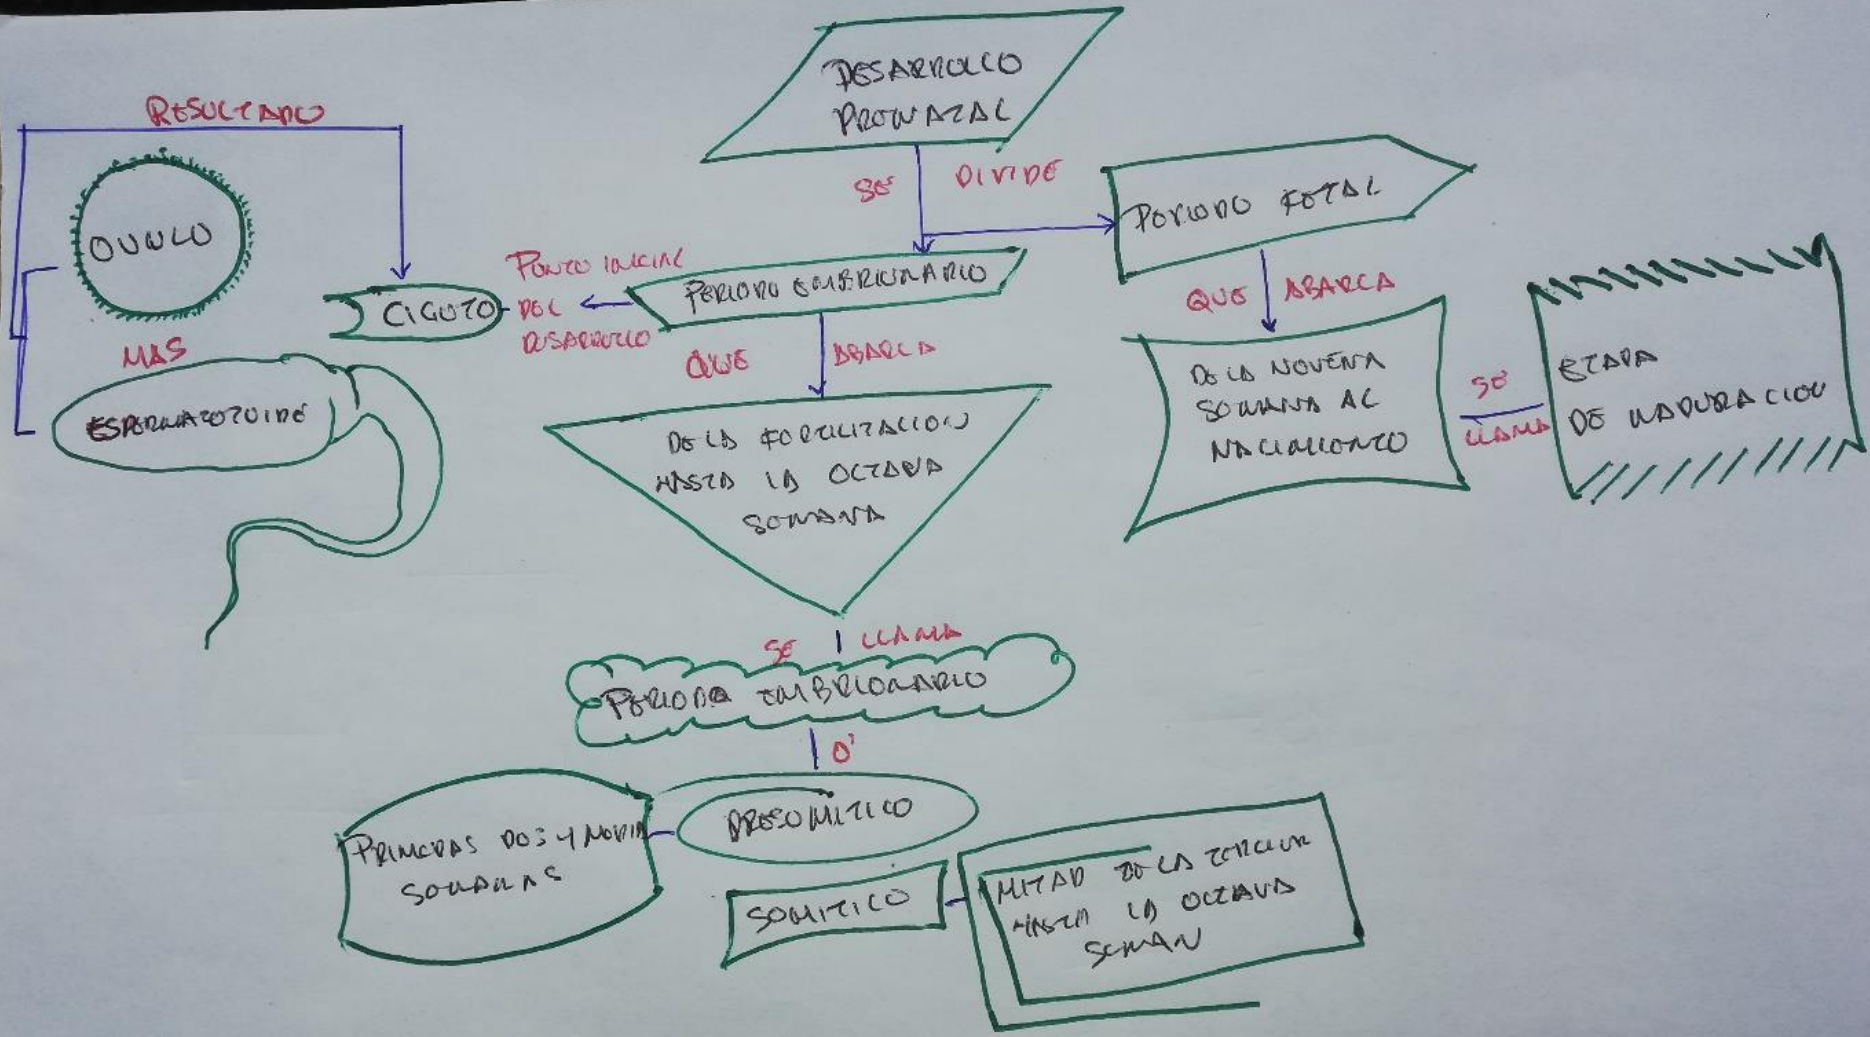 DESARROLLO
PRENATAL
RESULTADO
SE DIVIDE
OVULO
PERIODO FETAL
PERIODO EMBRIONARIO
PUNTO INICIAL
DEL
DESARROLLO
CIGOTO
MAS
ESPERMATOZOIDE
QUE ABARCA
QUE ABARCA
DE LA FERTILIZACION
HASTA LA OCTAVA
SEMANA
DE LA NOVENA
SEMANA AL
NACIMIENTO
SE
LLAMA
ETAPA
DE MADURACION
SE LLAMA
PERIODO EMBRIONARIO
O'
PRESOMITICO
PRIMERAS DOS Y MEDIA
SEMANAS
SOMITICO
MITAD DE LA TERCER
HASTA LA OCTAVA
SEMAN